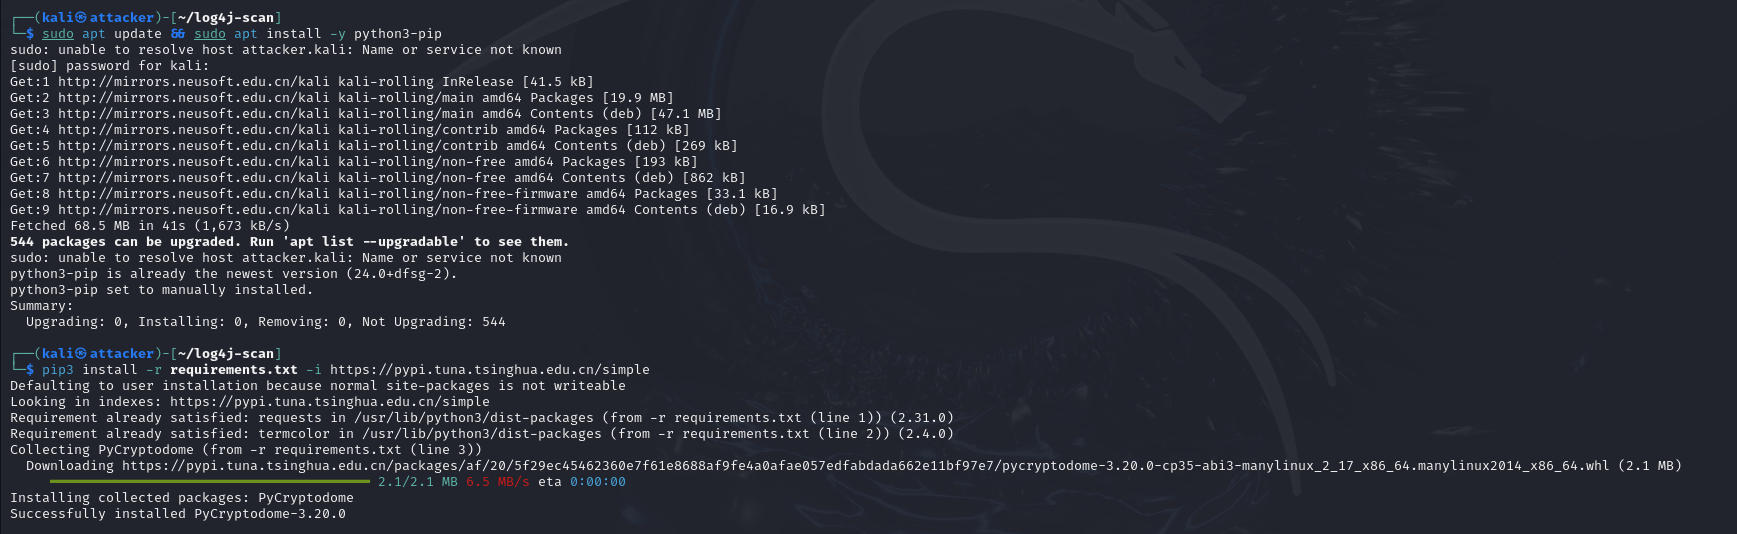 ┌──(kali㉿attacker)-[~/log4j-scan]
└─$ sudo apt update && sudo apt install -y python3-pip
sudo: unable to resolve host attacker.kali: Name or service not known
[sudo] password for kali:
Get:1 http://mirrors.neusoft.edu.cn/kali kali-rolling InRelease [41.5 kB]
Get:2 http://mirrors.neusoft.edu.cn/kali kali-rolling/main amd64 Packages [19.9 MB]
Get:3 http://mirrors.neusoft.edu.cn/kali kali-rolling/main amd64 Contents (deb) [47.1 MB]
Get:4 http://mirrors.neusoft.edu.cn/kali kali-rolling/contrib amd64 Packages [112 kB]
Get:5 http://mirrors.neusoft.edu.cn/kali kali-rolling/contrib amd64 Contents (deb) [269 kB]
Get:6 http://mirrors.neusoft.edu.cn/kali kali-rolling/non-free amd64 Packages [193 kB]
Get:7 http://mirrors.neusoft.edu.cn/kali kali-rolling/non-free amd64 Contents (deb) [862 kB]
Get:8 http://mirrors.neusoft.edu.cn/kali kali-rolling/non-free-firmware amd64 Packages [33.1 kB]
Get:9 http://mirrors.neusoft.edu.cn/kali kali-rolling/non-free-firmware amd64 Contents (deb) [16.9 kB]
Fetched 68.5 MB in 41s (1,673 kB/s)
544 packages can be upgraded. Run 'apt list --upgradable' to see them.
sudo: unable to resolve host attacker.kali: Name or service not known
python3-pip is already the newest version (24.0+dfsg-2).
python3-pip set to manually installed.
Summary:
  Upgrading: 0, Installing: 0, Removing: 0, Not Upgrading: 544
┌──(kali㉿attacker)-[~/log4j-scan]
└─$ pip3 install -r requirements.txt -i https://pypi.tuna.tsinghua.edu.cn/simple
Defaulting to user installation because normal site-packages is not writeable
Looking in indexes: https://pypi.tuna.tsinghua.edu.cn/simple
Requirement already satisfied: requests in /usr/lib/python3/dist-packages (from -r requirements.txt (line 1)) (2.31.0)
Requirement already satisfied: termcolor in /usr/lib/python3/dist-packages (from -r requirements.txt (line 2)) (2.4.0)
Collecting PyCryptodome (from -r requirements.txt (line 3))
  Downloading https://pypi.tuna.tsinghua.edu.cn/packages/af/20/5f29ec45462360e7f61e8688af9fe4a0afae057edfabdada662e11bf97e7/pycryptodome-3.20.0-cp35-abi3-manylinux_2_17_x86_64.manylinux2014_x86_64.whl (2.1 MB)
2.1/2.1 MB 6.5 MB/s eta 0:00:00
Installing collected packages: PyCryptodome
Successfully installed PyCryptodome-3.20.0